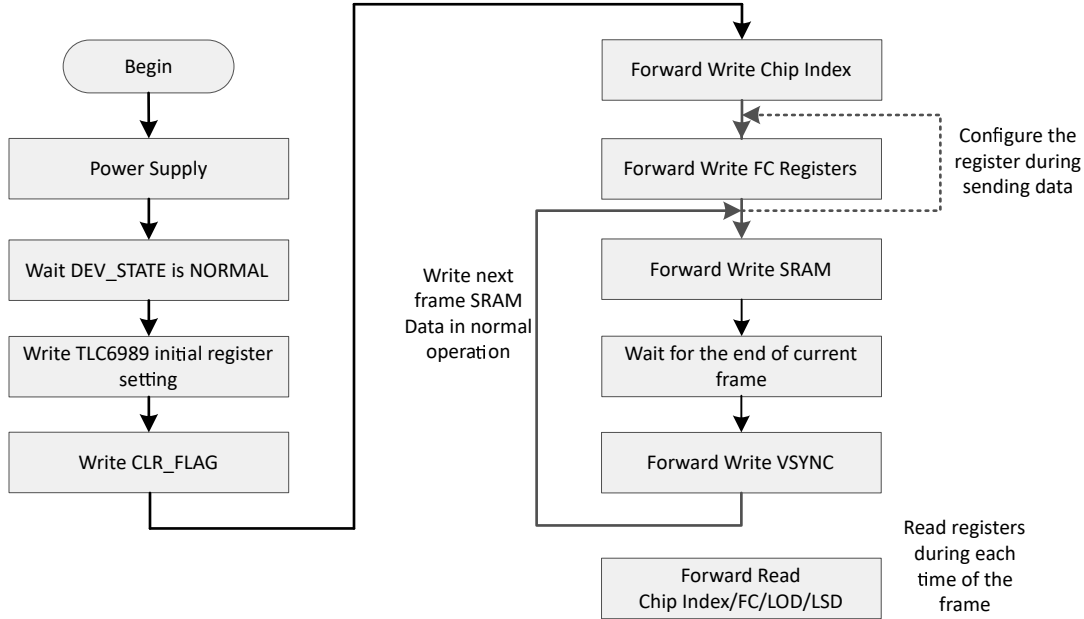 Begin
Power Supply
Wait DEV_STATE is NORMAL
Write TLC6989 initial register
setting
Write CLR_FLAG
Forward Write Chip Index
Configure the
register during
sending data
Forward Write FC Registers
Write next
frame SRAM
Data in normal
operation
Forward Write SRAM
Wait for the end of current
frame
Forward Write VSYNC
Read registers
during each
time of the
frame
Forward Read
Chip Index/FC/LOD/LSD